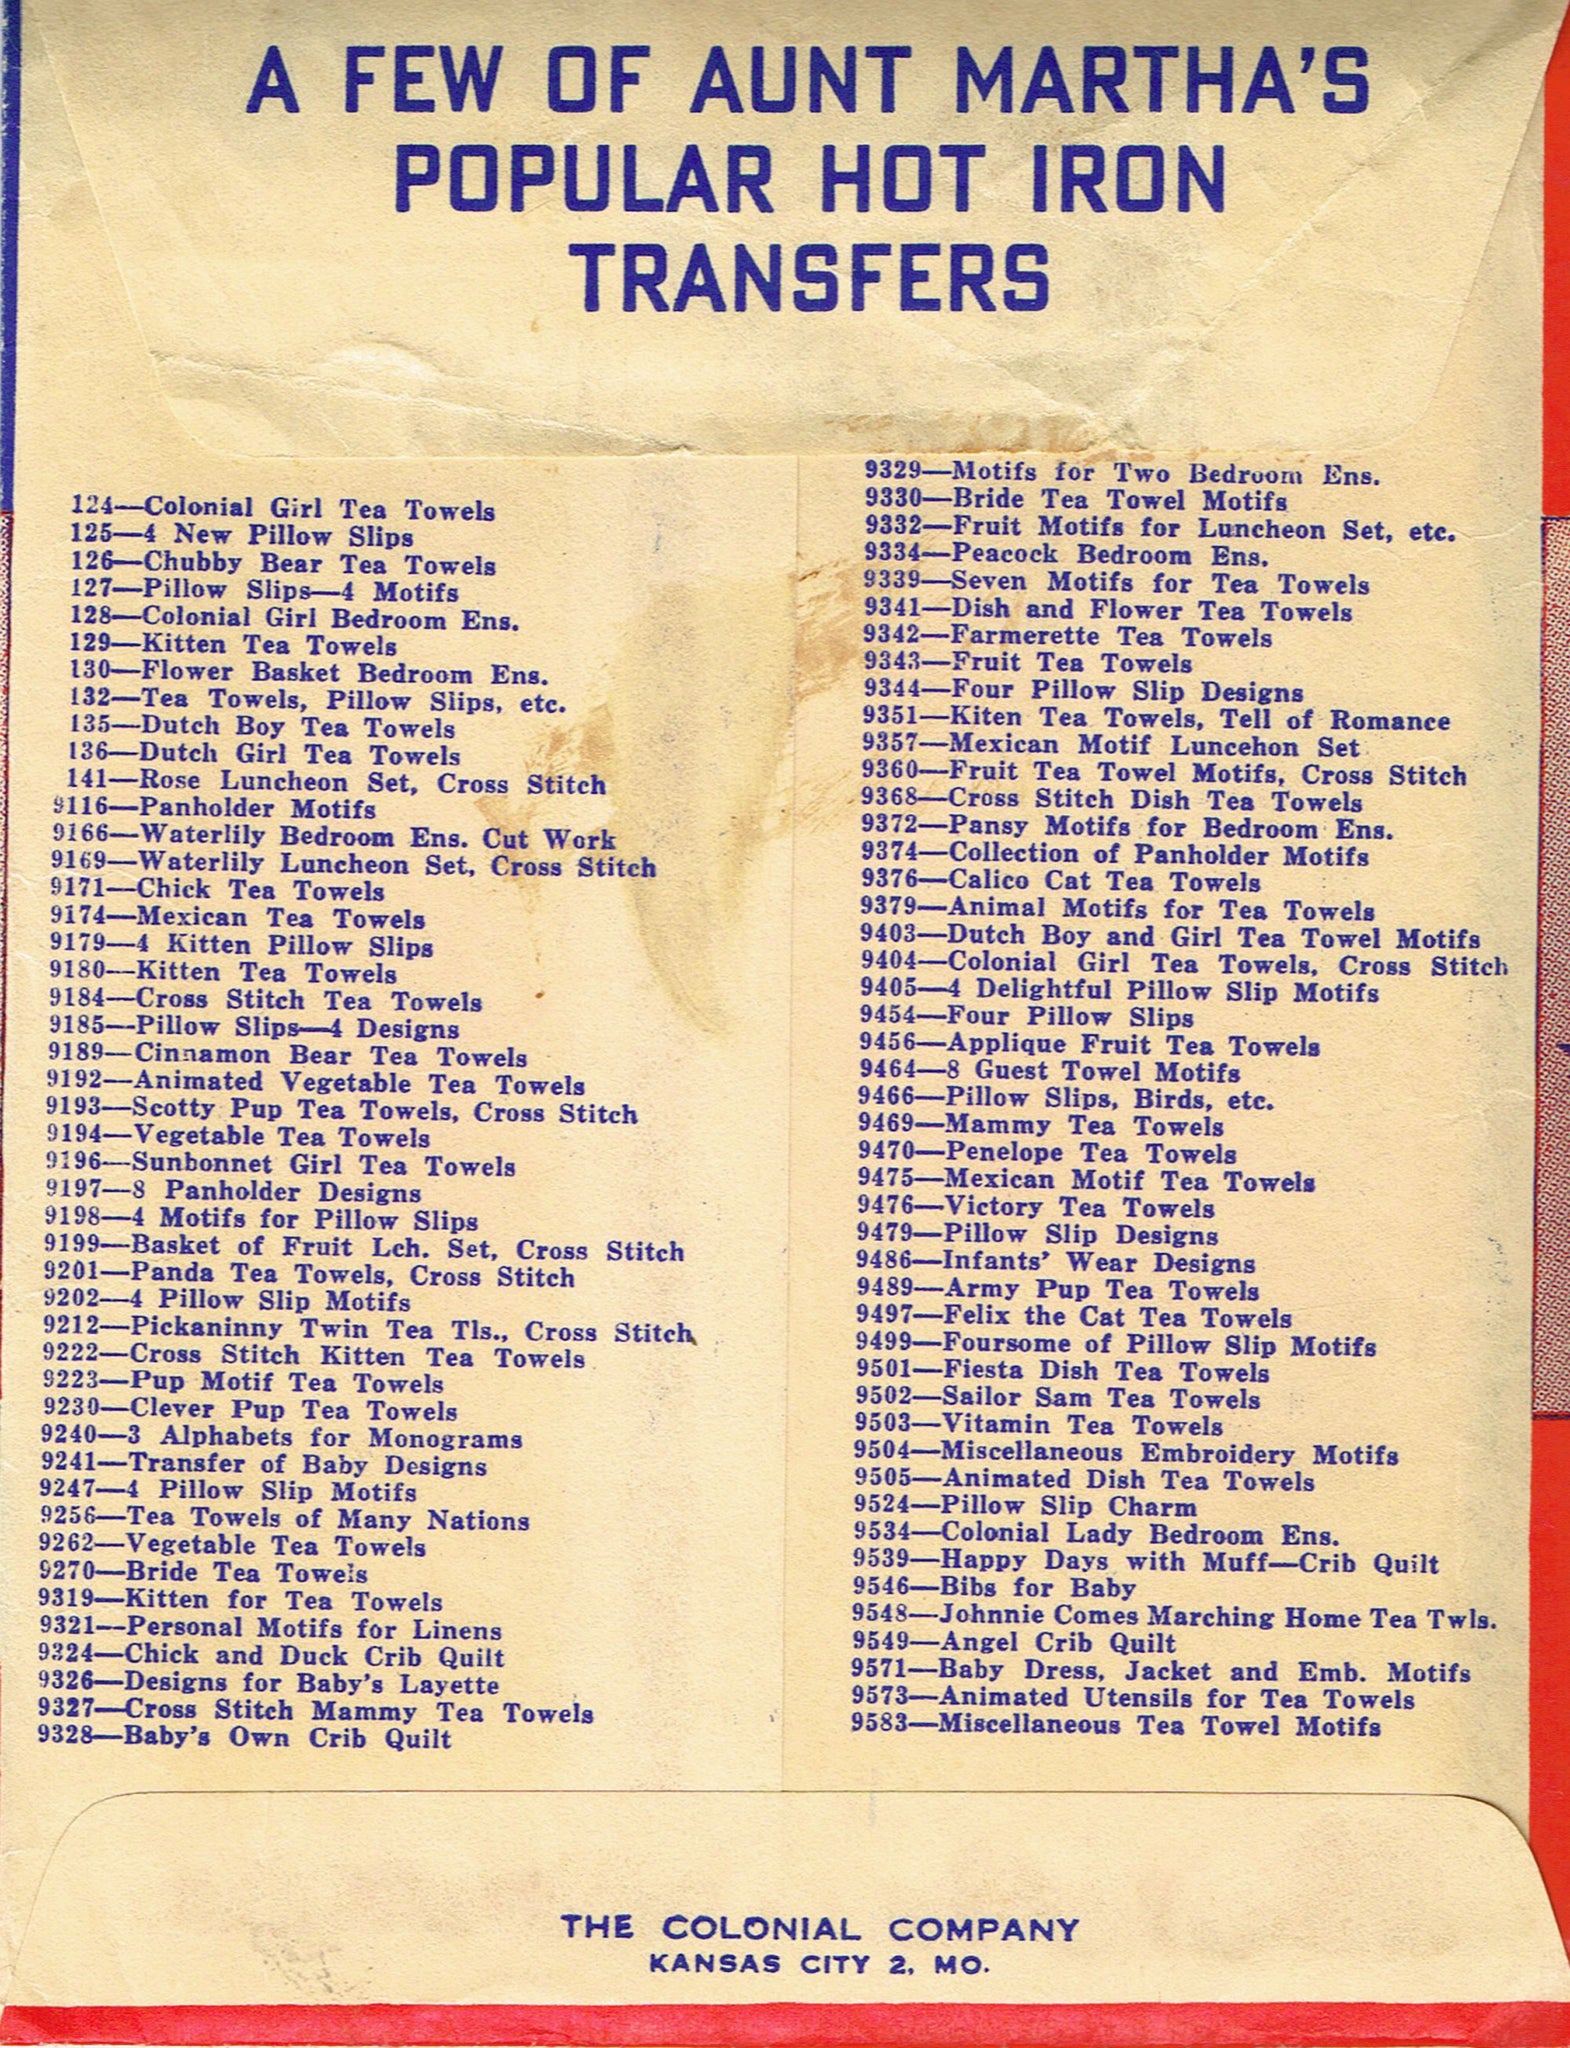 A FEW OF AUNT MARTHA'S
POPULAR HOT IRON
TRANSFERS
124—Colonial Girl Tea Towels
125—4 New Pillow Slips
126—Chubby Bear Tea Towels
127—Pillow Slips—4 Motifs
128—Colonial Girl Bedroom Ens.
129—Kitten Tea Towels
130—Flower Basket Bedroom Ens.
132—Tea Towels, Pillow Slips, etc.
135—Dutch Boy Tea Towels
136—Dutch Girl Tea Towels
141—Rose Luncheon Set, Cross Stitch
9116—Panholder Motifs
9166—Waterlily Bedroom Ens. Cut Work
9169—Waterlily Luncheon Set, Cross Stitch
9171—Chick Tea Towels
9174—Mexican Tea Towels
9179—4 Kitten Pillow Slips
9180—Kitten Tea Towels
9184—Cross Stitch Tea Towels
9185—Pillow Slips—4 Designs
9189—Cinnamon Bear Tea Towels
9192—Animated Vegetable Tea Towels
9193—Scotty Pup Tea Towels, Cross Stitch
9194—Vegetable Tea Towels
9196—Sunbonnet Girl Tea Towels
9197—8 Panholder Designs
9198—4 Motifs for Pillow Slips
9199—Basket of Fruit Lch. Set, Cross Stitch
9201—Panda Tea Towels, Cross Stitch
9202—4 Pillow Slip Motifs
9212—Pickaninny Twin Tea Tls., Cross Stitch
9222—Cross Stitch Kitten Tea Towels
9223—Pup Motif Tea Towels
9230—Clever Pup Tea Towels
9240—3 Alphabets for Monograms
9241—Transfer of Baby Designs
9247—4 Pillow Slip Motifs
9256—Tea Towels of Many Nations
9262—Vegetable Tea Towels
9270—Bride Tea Towels
9319—Kitten for Tea Towels
9321—Personal Motifs for Linens
9324—Chick and Duck Crib Quilt
9326—Designs for Baby's Layette
9327—Cross Stitch Mammy Tea Towels
9328—Baby's Own Crib Quilt
9329—Motifs for Two Bedroom Ens.
9330—Bride Tea Towel Motifs
9332—Fruit Motifs for Luncheon Set, etc.
9334—Peacock Bedroom Ens.
9339—Seven Motifs for Tea Towels
9341—Dish and Flower Tea Towels
9342—Farmerette Tea Towels
9343—Fruit Tea Towels
9344—Four Pillow Slip Designs
9351—Kiten Tea Towels, Tell of Romance
9357—Mexican Motif Luncehon Set
9360—Fruit Tea Towel Motifs, Cross Stitch
9368—Cross Stitch Dish Tea Towels
9372—Pansy Motifs for Bedroom Ens.
9374—Collection of Panholder Motifs
9376—Calico Cat Tea Towels
9379—Animal Motifs for Tea Towels
9403—Dutch Boy and Girl Tea Towel Motifs
9404—Colonial Girl Tea Towels, Cross Stitch
9405—4 Delightful Pillow Slip Motifs
9454—Four Pillow Slips
9456—Applique Fruit Tea Towels
9464—8 Guest Towel Motifs
9466—Pillow Slips, Birds, etc.
9469—Mammy Tea Towels
9470—Penelope Tea Towels
9475—Mexican Motif Tea Towels
9476—Victory Tea Towels
9479—Pillow Slip Designs
9486—Infants' Wear Designs
9489—Army Pup Tea Towels
9497—Felix the Cat Tea Towels
9499—Foursome of Pillow Slip Motifs
9501—Fiesta Dish Tea Towels
9502—Sailor Sam Tea Towels
9503—Vitamin Tea Towels
9504—Miscellaneous Embroidery Motifs
9505—Animated Dish Tea Towels
9524—Pillow Slip Charm
9534—Colonial Lady Bedroom Ens.
9539—Happy Days with Muff—Crib Quilt
9546—Bibs for Baby
9548—Johnnie Comes Marching Home Tea Twls.
9549—Angel Crib Quilt
9571—Baby Dress, Jacket and Emb. Motifs
9573—Animated Utensils for Tea Towels
9583—Miscellaneous Tea Towel Motifs
THE COLONIAL COMPANY
KANSAS CITY 2, MO.